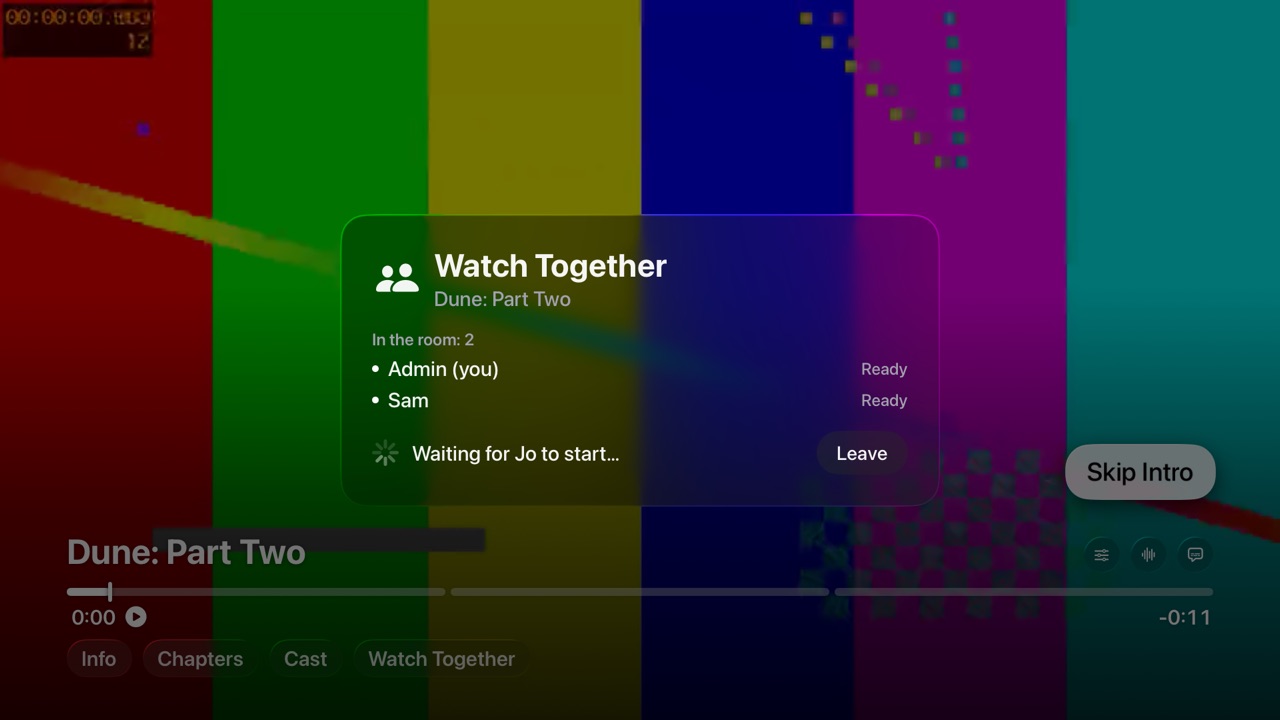 12
Watch Together
Dune: Part Two
In the room: 2
• Admin (you) Ready
• Sam Ready
Waiting for Jo to start... Leave
Skip Intro
Dune: Part Two
0:00 -0:11
Info Chapters Cast Watch Together